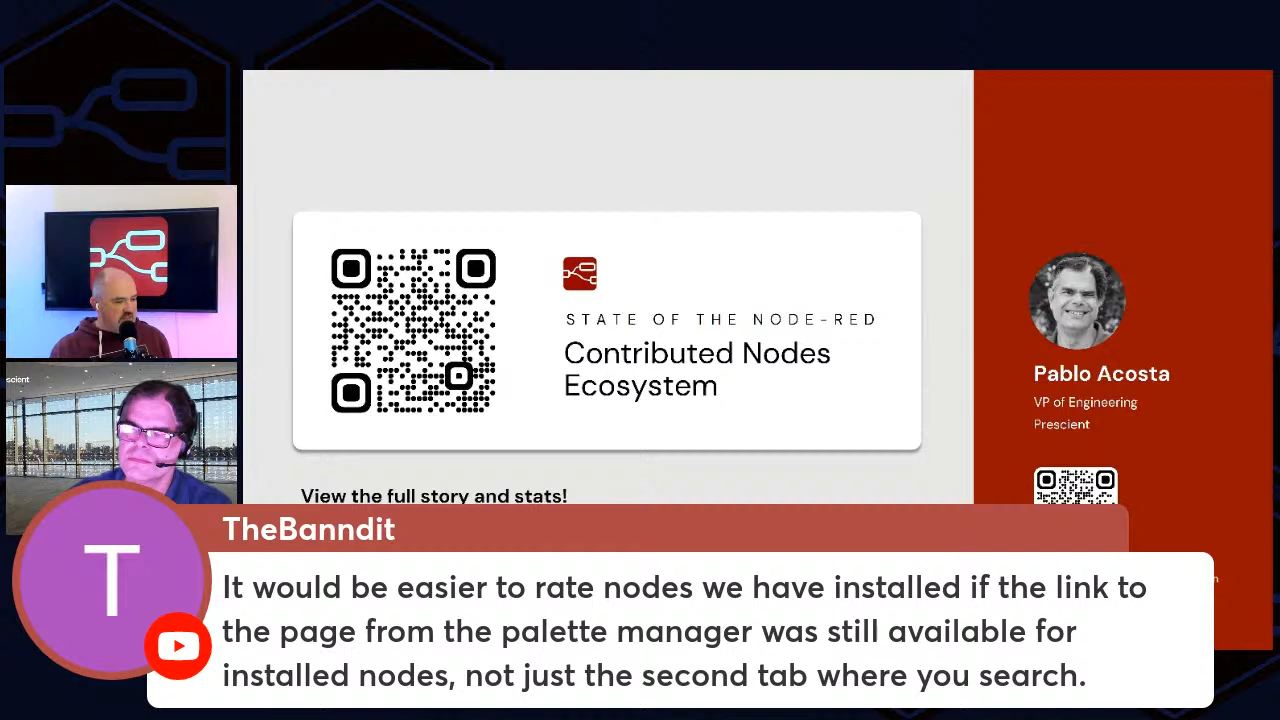 STATE OF THE NODE-RED
Contributed Nodes
Ecosystem
View the full story and stats!
Pablo Acosta
VP of Engineering
Prescient
scient
T
TheBanndit
It would be easier to rate nodes we have installed if the link to
the page from the palette manager was still available for
installed nodes, not just the second tab where you search.